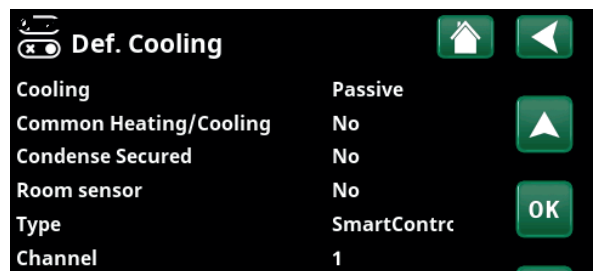 Def. Cooling
Cooling Passive
Common Heating/Cooling No
Condense Secured No
Room sensor No
OK
Type SmartContro
Channel 1